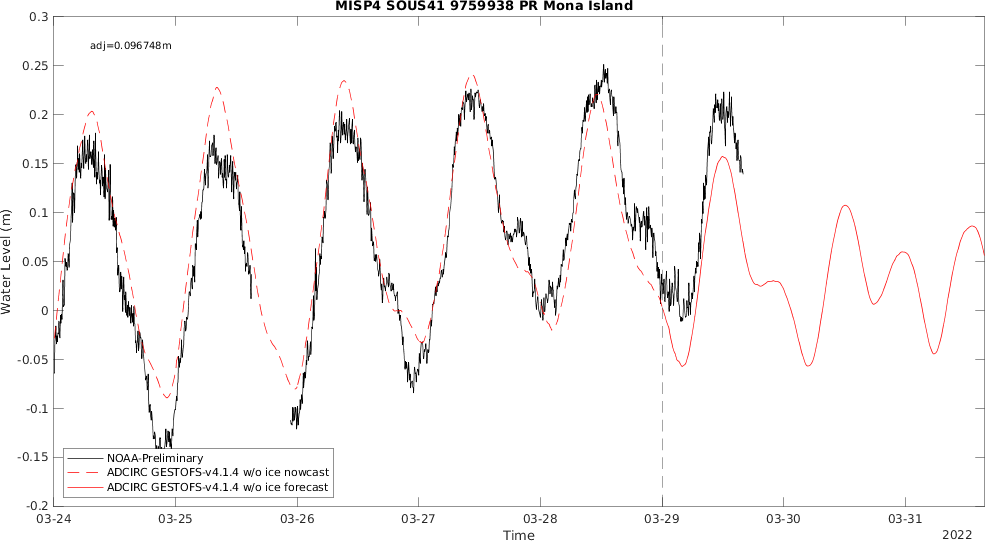 MISP4 SOUS41 9759938 PR Mona Island
adj=0.096748m
0.3
0.25
0.2
0.15
0.1
0.05
0
-0.05
-0.1
-0.15
-0.2
Water Level (m)
NOAA-Preliminary
ADCIRC GESTOFS-v4.1.4 w/o ice nowcast
ADCIRC GESTOFS-v4.1.4 w/o ice forecast
03-24 03-25 03-26 03-27 03-28 03-29 03-30 03-31
Time
2022